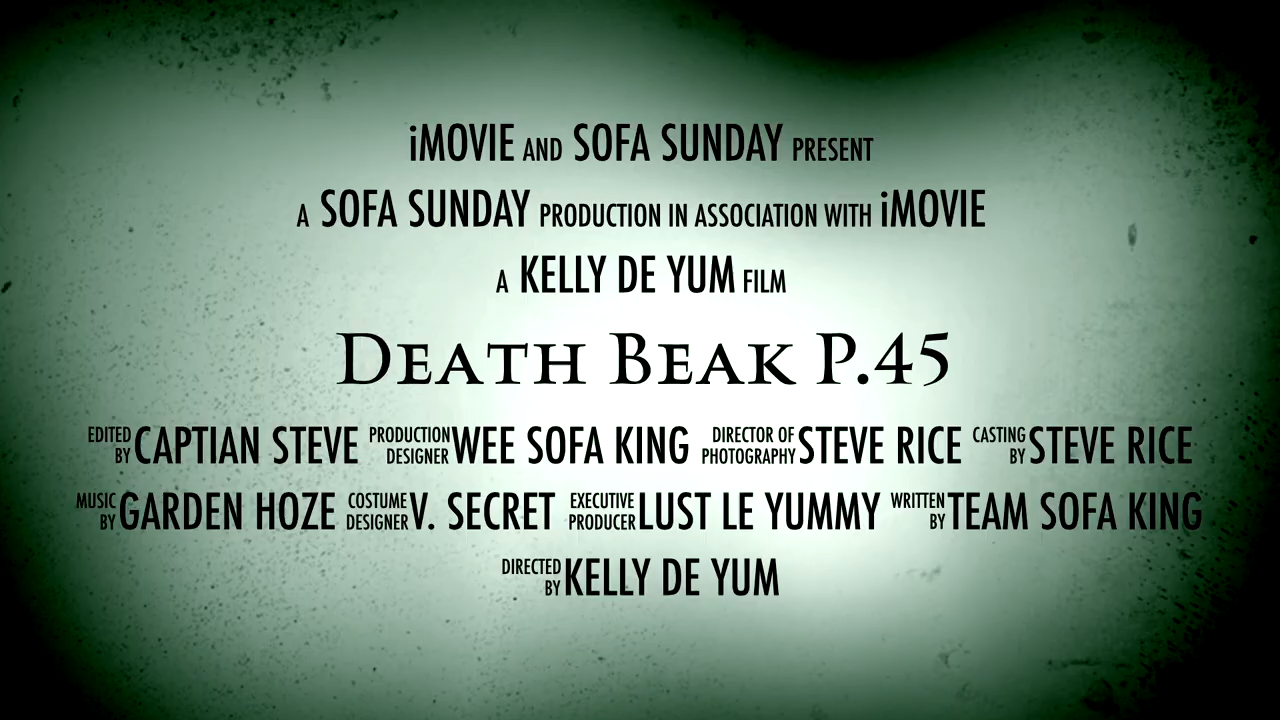 iMOVIE AND SOFA SUNDAY PRESENT
A SOFA SUNDAY PRODUCTION IN ASSOCIATION WITH iMOVIE
A KELLY DE YUM FILM
DEATH BEAK P.45
EDITED BY CAPTIAN STEVE PRODUCTION DESIGNER WEE SOFA KING DIRECTOR OF PHOTOGRAPHY STEVE RICE CASTING BY STEVE RICE
MUSIC BY GARDEN HOZE COSTUME DESIGNER V. SECRET EXECUTIVE PRODUCER LUST LE YUMMY WRITTEN BY TEAM SOFA KING
DIRECTED BY KELLY DE YUM